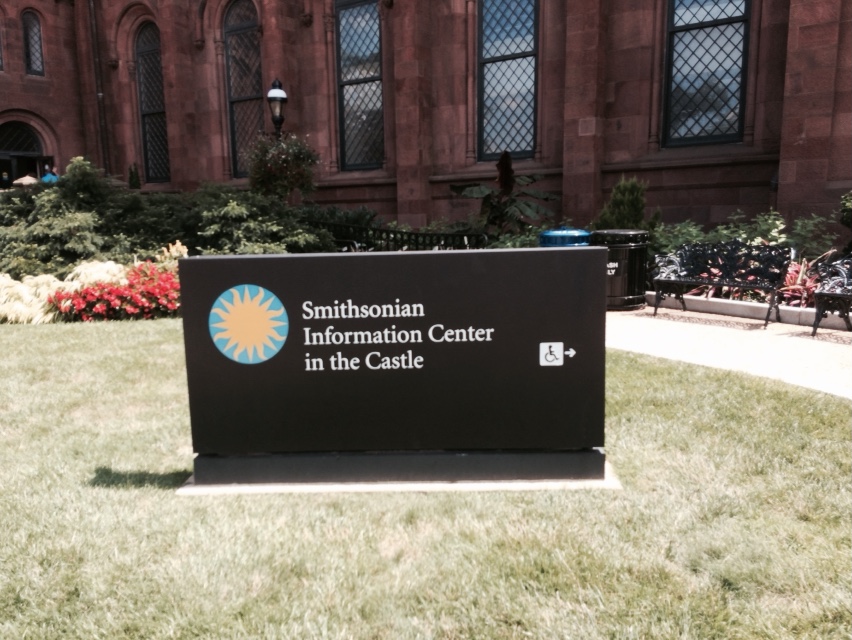 Smithsonian
Information Center
in the Castle